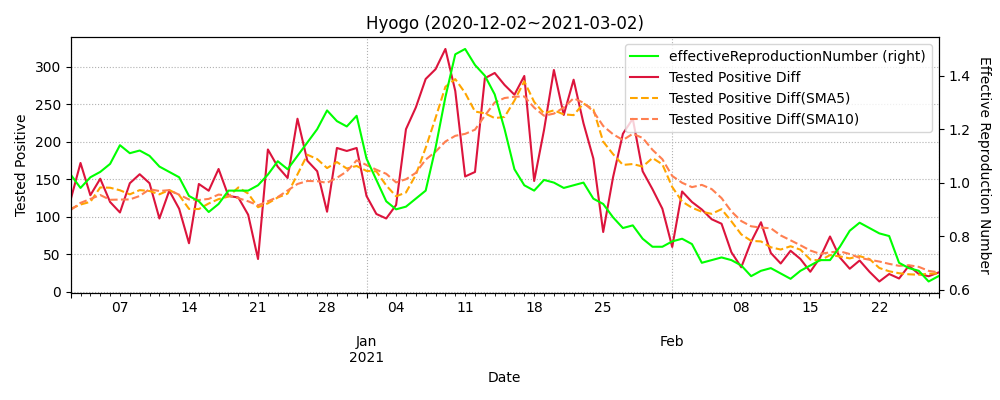 Hyogo (2020-12-02~2021-03-02)
effectiveReproductionNumber (right)
Tested Positive Diff
Tested Positive Diff(SMA5)
Tested Positive Diff(SMA10)
Tested Positive
300
250
200
150
100
50
0
1.4
1.2
1.0
0.8
0.6
Effective Reproduction Number
07 14 21 28 04 11 18 25 08 15 22
Jan Feb
2021
Date